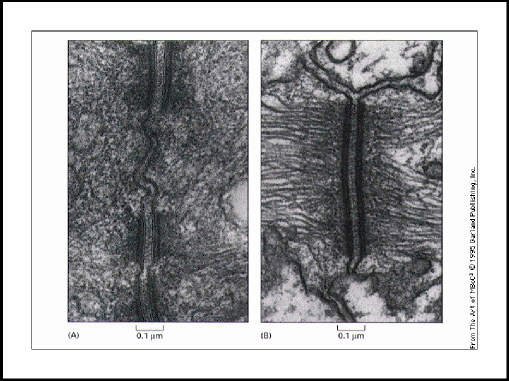 (A)
0.1 µm
(B)
0.1 µm
From The Art of MBoC³ © 1995 Garland Publishing, Inc.